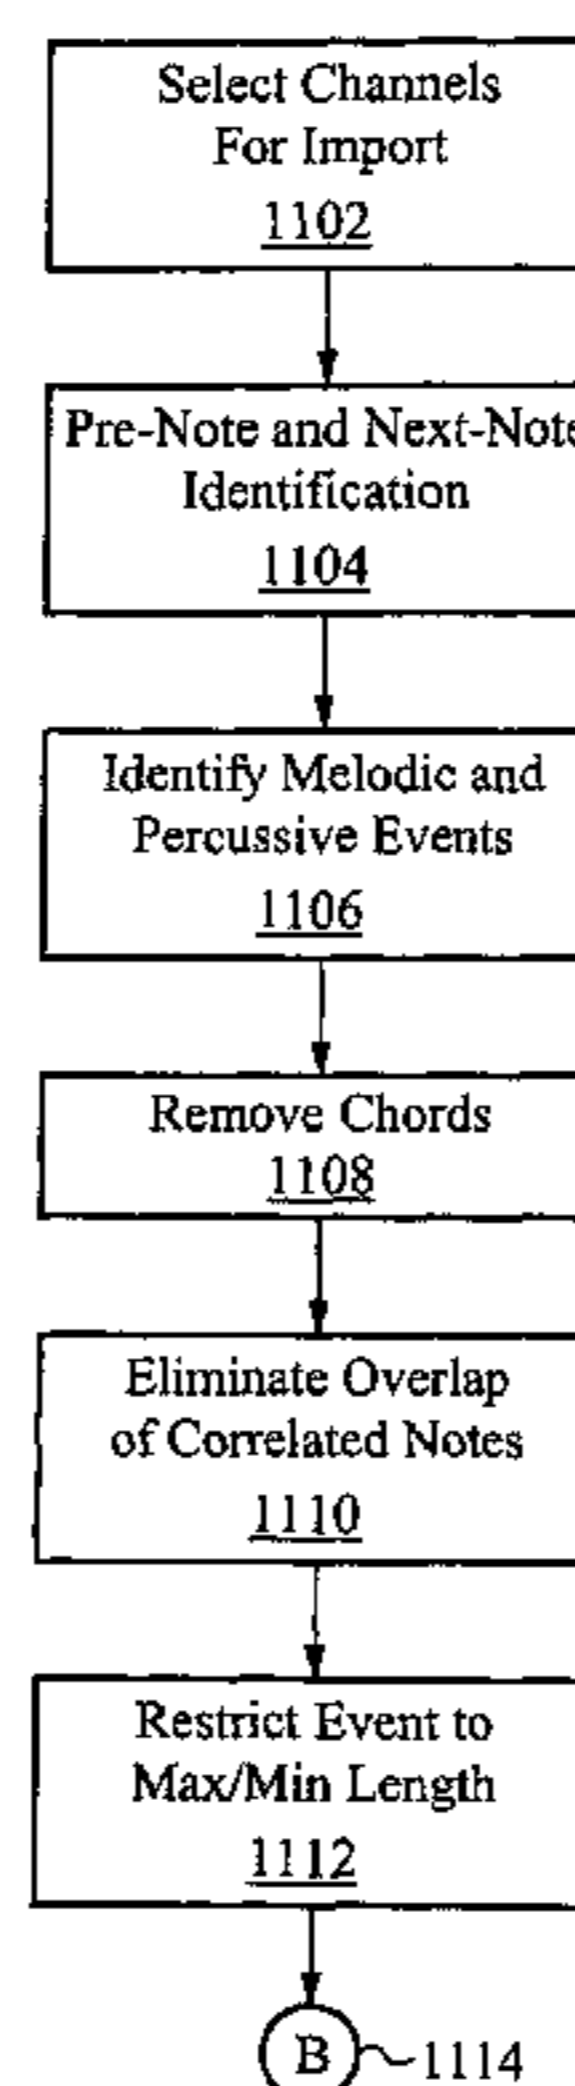 Select Channels
For Import
1102
Pre-Note and Next-Note
Identification
1104
Identify Melodic and
Percussive Events
1106
Remove Chords
1108
Eliminate Overlap
of Correlated Notes
1110
Restrict Event to
Max/Min Length
1112
B 1114